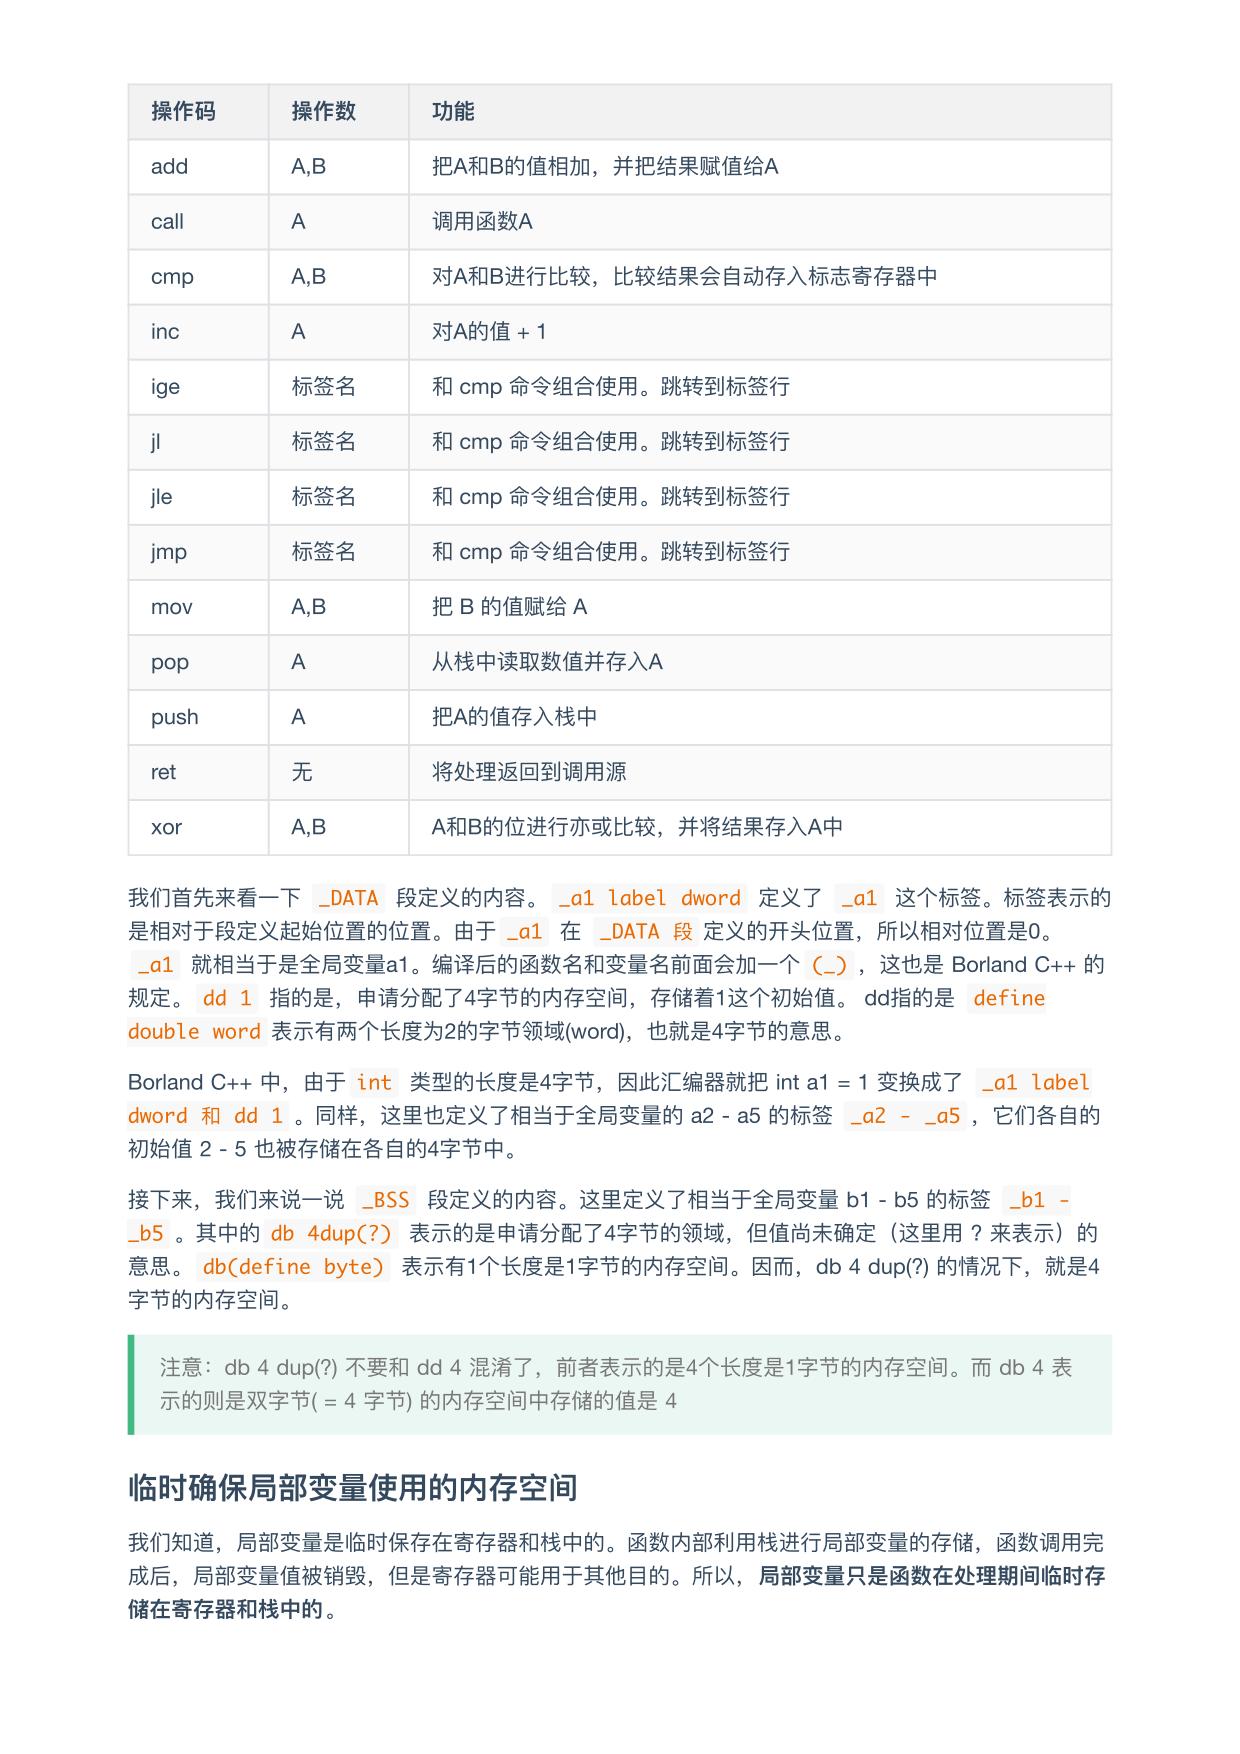 操作码 操作数 功能
add A,B 把A和B的值相加，并把结果赋值给A
call A 调用函数A
cmp A,B 对A和B进行比较，比较结果会自动存入标志寄存器中
inc A 对A的值 + 1
ige 标签名 和 cmp 命令组合使用。跳转到标签行
jl 标签名 和 cmp 命令组合使用。跳转到标签行
jle 标签名 和 cmp 命令组合使用。跳转到标签行
jmp 标签名 和 cmp 命令组合使用。跳转到标签行
mov A,B 把 B 的值赋给 A
pop A 从栈中读取数值并存入A
push A 把A的值存入栈中
ret 无 将处理返回到调用源
xor A,B A和B的位进行亦或比较，并将结果存入A中
我们首先来看一下 _DATA 段定义的内容。 _a1 label dword 定义了 _a1 这个标签。标签表示的
是相对于段定义起始位置的位置。由于 _a1 在 _DATA 段 定义的开头位置，所以相对位置是0。
_a1 就相当于是全局变量a1。编译后的函数名和变量名前面会加一个 (_) ，这也是 Borland C++ 的
规定。 dd 1 指的是，申请分配了4字节的内存空间，存储着1这个初始值。 dd指的是 define
double word 表示有两个长度为2的字节领域(word)，也就是4字节的意思。
Borland C++ 中，由于 int 类型的长度是4字节，因此汇编器就把 int a1 = 1 变换成了 _a1 label
dword 和 dd 1 。同样，这里也定义了相当于全局变量的 a2 - a5 的标签 _a2 - _a5 ，它们各自的
初始值 2 - 5 也被存储在各自的4字节中。
接下来，我们来说一说 _BSS 段定义的内容。这里定义了相当于全局变量 b1 - b5 的标签 _b1 -
_b5 。其中的 db 4dup(?) 表示的是申请分配了4字节的领域，但值尚未确定（这里用 ? 来表示）的
意思。 db(define byte) 表示有1个长度是1字节的内存空间。因而，db 4 dup(?) 的情况下，就是4
字节的内存空间。
注意：db 4 dup(?) 不要和 dd 4 混淆了，前者表示的是4个长度是1字节的内存空间。而 db 4 表
示的则是双字节( = 4 字节) 的内存空间中存储的值是 4
临时确保局部变量使用的内存空间
我们知道，局部变量是临时保存在寄存器和栈中的。函数内部利用栈进行局部变量的存储，函数调用完
成后，局部变量值被销毁，但是寄存器可能用于其他目的。所以，局部变量只是函数在处理期间临时存
储在寄存器和栈中的。